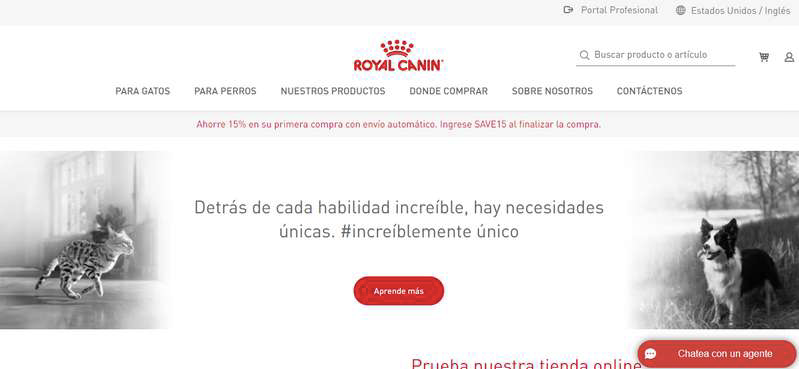 Portal Profesional
Estados Unidos / Inglés
ROYAL CANIN
Buscar producto o artículo
PARA GATOS PARA PERROS NUESTROS PRODUCTOS DONDE COMPRAR SOBRE NOSOTROS CONTÁCTENOS
Ahorre 15% en su primera compra con envío automático. Ingrese SAVE15 al finalizar la compra.
Detrás de cada habilidad increíble, hay necesidades
únicas. #increíblemente único
Aprende más
Chatea con un agente
Prueba nuestra tienda online